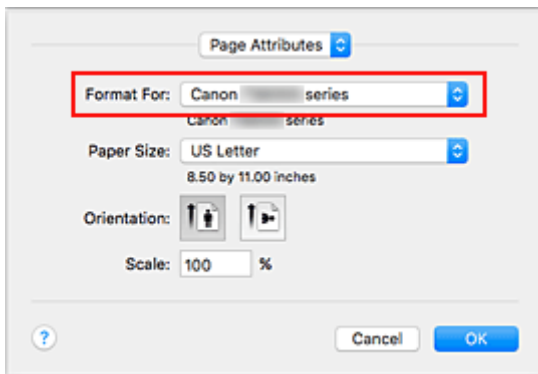 Page Attributes
Format For: Canon series
Canon series
Paper Size: US Letter
8.50 by 11.00 inches
Orientation:
Scale: 100 %
? Cancel OK